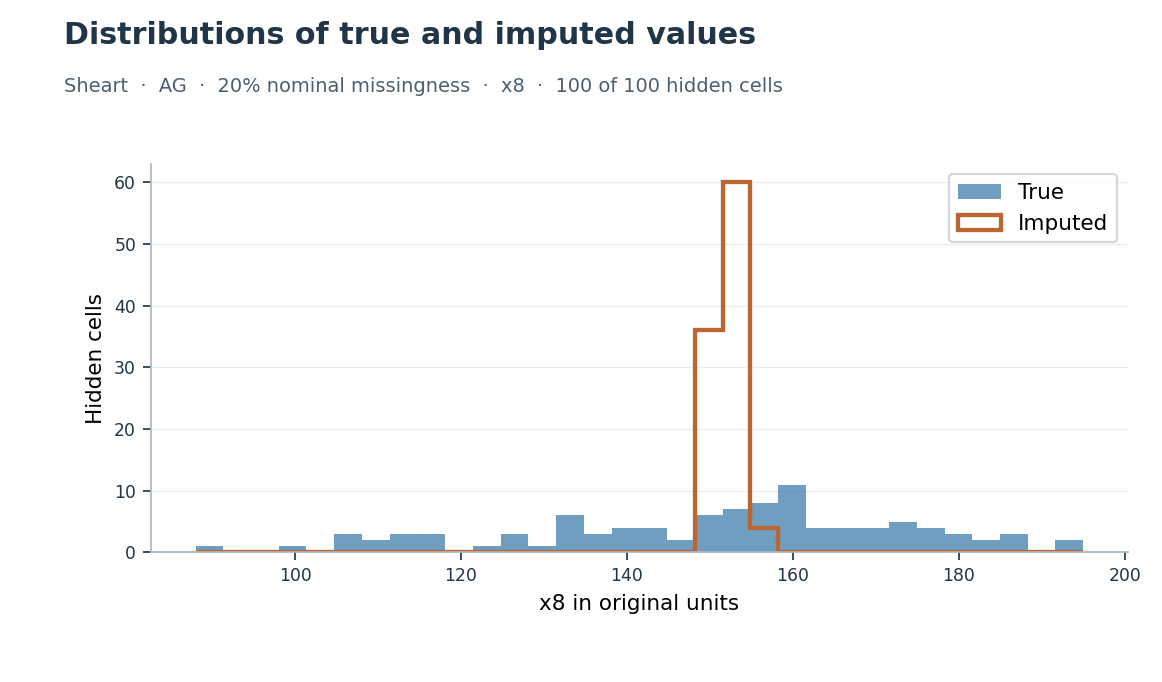 Distributions of true and imputed values
Sheart · AG · 20% nominal missingness · x8 · 100 of 100 hidden cells
True
Imputed
Hidden cells
60
50
40
30
20
10
0
100 120 140 160 180 200
x8 in original units